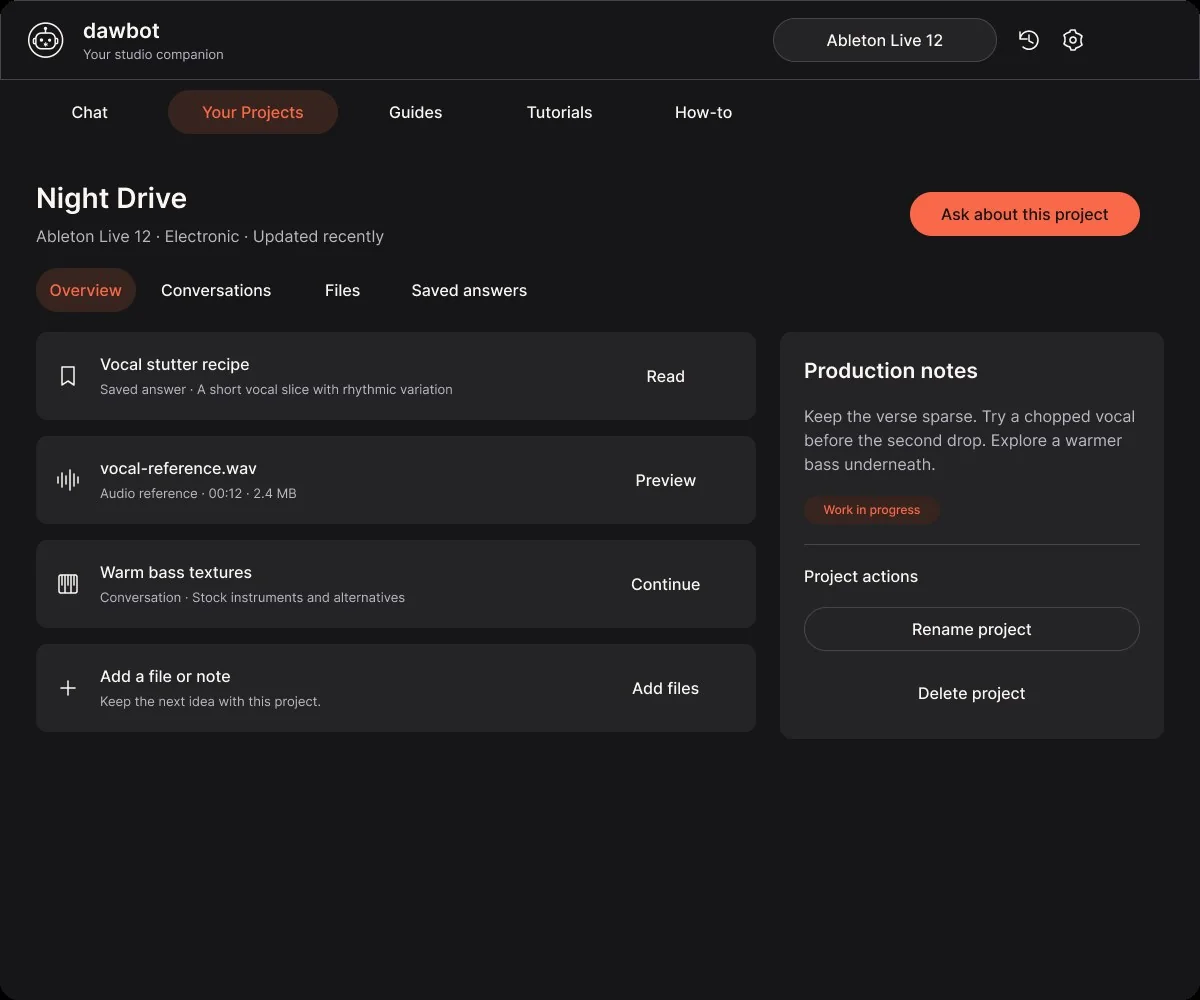 dawbot
Your studio companion
Ableton Live 12
Chat
Your Projects
Guides
Tutorials
How-to
Night Drive
Ableton Live 12 · Electronic · Updated recently
Ask about this project
Overview
Conversations
Files
Saved answers
Vocal stutter recipe
Saved answer · A short vocal slice with rhythmic variation
Read
vocal-reference.wav
Audio reference · 00:12 · 2.4 MB
Preview
Warm bass textures
Conversation · Stock instruments and alternatives
Continue
Add a file or note
Keep the next idea with this project.
Add files
Production notes
Keep the verse sparse. Try a chopped vocal
before the second drop. Explore a warmer
bass underneath.
Work in progress
Project actions
Rename project
Delete project